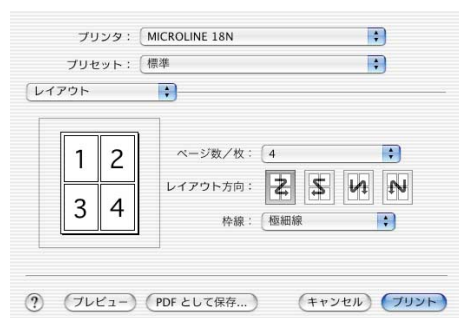 プリンタ： MICROLINE 18N
プリセット： 標準
レイアウト
1 2
3 4
ページ数／枚： 4
レイアウト方向：
枠線： 極細線
? プレビュー PDF として保存... キャンセル プリント